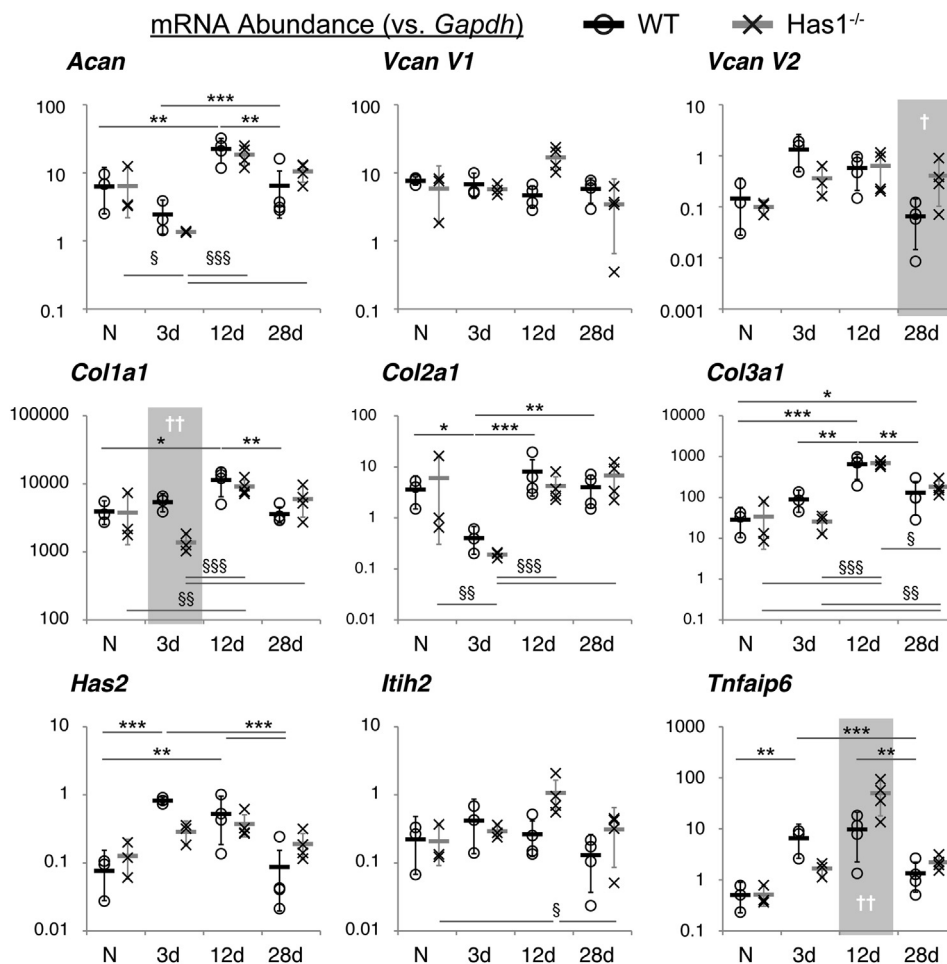 mRNA Abundance (vs. Gapdh) WT Has1-/-
Acan Vcan V1 Vcan V2
100 100 10
*** †
** **
10 10 1
0.1
1 1
§ §§§ 0.01
0.1 0.1 0.001
N 3d 12d 28d N 3d 12d 28d N 3d 12d 28d
Col1a1 Col2a1 Col3a1
100000 100 10000
†† ** *
* ** * *** ***
10 1000 ** **
10000
1 100
§
1000 10
§§§ 0.1 §§§ §§§
§§ §§ 1 §§
100 0.01 0.1
N 3d 12d 28d N 3d 12d 28d N 3d 12d 28d
Has2 Itih2 Tnfaip6
10 10 1000
*** *** ***
** ** **
100
1 1
10
0.1 0.1
1
§ ††
0.01 0.01 0.1
N 3d 12d 28d N 3d 12d 28d N 3d 12d 28d